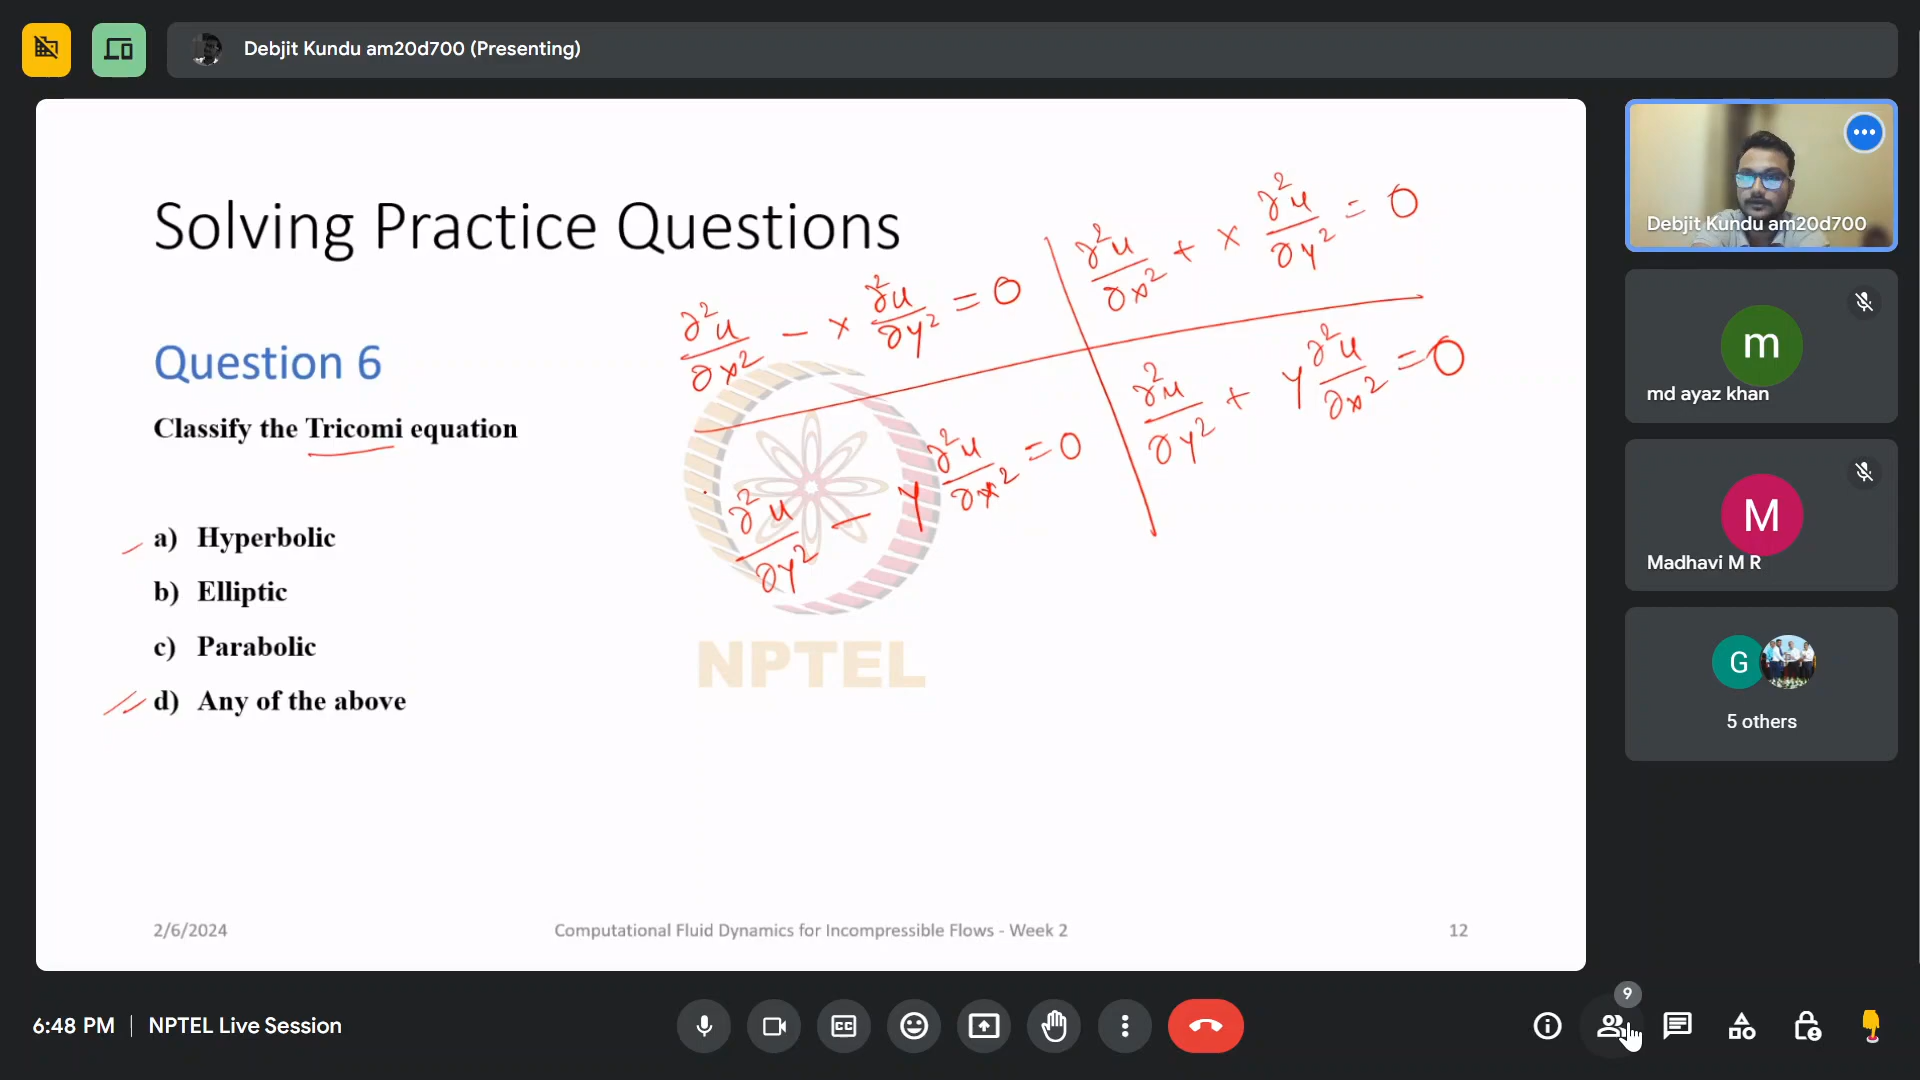 Debjit Kundu am20d700 (Presenting)
Solving Practice Questions
∂²u/∂x² - x ∂²u/∂y² = 0
∂²u/∂x² + x ∂²u/∂y² = 0
∂²u/∂y² - y ∂²u/∂x² = 0
∂²u/∂y² + y ∂²u/∂x² = 0
Question 6
Classify the Tricomi equation
a) Hyperbolic
b) Elliptic
c) Parabolic
d) Any of the above
NPTEL
2/6/2024
Computational Fluid Dynamics for Incompressible Flows - Week 2
12
Debjit Kundu am20d700
m
md ayaz khan
M
Madhavi M R
G
5 others
6:48 PM | NPTEL Live Session
CC
9